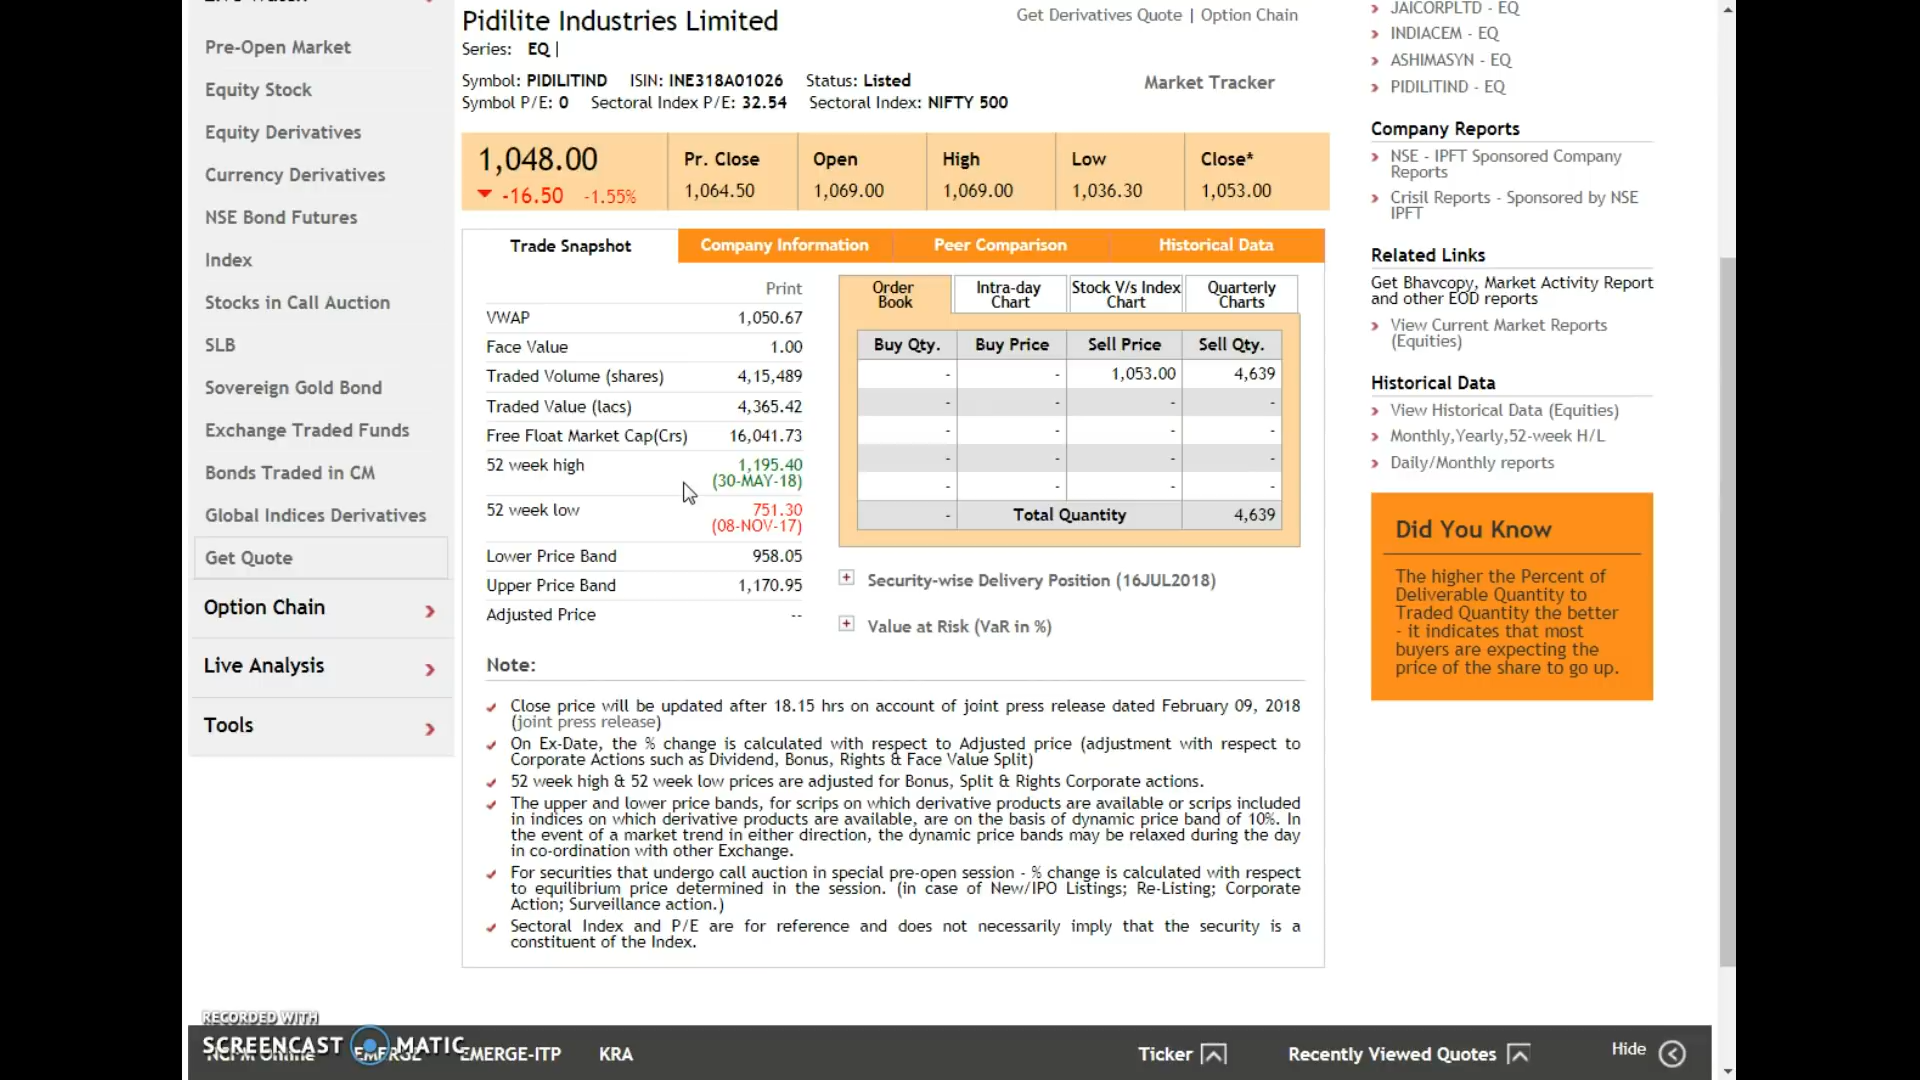 Pre-Open Market
Equity Stock
Equity Derivatives
Currency Derivatives
NSE Bond Futures
Index
Stocks in Call Auction
SLB
Sovereign Gold Bond
Exchange Traded Funds
Bonds Traded in CM
Global Indices Derivatives
Get Quote
Option Chain
Live Analysis
Tools
Pidilite Industries Limited
Get Derivatives Quote | Option Chain
Series: EQ |
Symbol: PIDILITIND ISIN: INE318A01026 Status: Listed
Market Tracker
Symbol P/E: 0 Sectoral Index P/E: 32.54 Sectoral Index: NIFTY 500
1,048.00 Pr. Close Open High Low Close*
-16.50 -1.55% 1,064.50 1,069.00 1,069.00 1,036.30 1,053.00
Trade Snapshot Company Information Peer Comparison Historical Data
Print
VWAP 1,050.67
Face Value 1.00
Traded Volume (shares) 4,15,489
Traded Value (lacs) 4,365.42
Free Float Market Cap(Crs) 16,041.73
52 week high 1,195.40
(30-MAY-18)
52 week low 751.30
(08-NOV-17)
Lower Price Band 958.05
Upper Price Band 1,170.95
Adjusted Price --
Order Book
Intra-day Chart
Stock V/s Index Chart
Quarterly Charts
Buy Qty. Buy Price Sell Price Sell Qty.
- - 1,053.00 4,639
- - - -
- - - -
- - - -
- - - -
- Total Quantity 4,639
Security-wise Delivery Position (16JUL2018)
Value at Risk (VaR in %)
Note:
Close price will be updated after 18.15 hrs on account of joint press release dated February 09, 2018
(joint press release)
On Ex-Date, the % change is calculated with respect to Adjusted price (adjustment with respect to
Corporate Actions such as Dividend, Bonus, Rights & Face Value Split)
52 week high & 52 week low prices are adjusted for Bonus, Split & Rights Corporate actions.
The upper and lower price bands, for scrips on which derivative products are available or scrips included
in indices on which derivative products are available, are on the basis of dynamic price band of 10%. In
the event of a market trend in either direction, the dynamic price bands may be relaxed during the day
in co-ordination with other Exchange.
For securities that undergo call auction in special pre-open session - % change is calculated with respect
to equilibrium price determined in the session. (in case of New/IPO Listings; Re-Listing; Corporate
Action; Surveillance action.)
Sectoral Index and P/E are for reference and does not necessarily imply that the security is a
constituent of the Index.
JAICORPLTD - EQ
INDIACEM - EQ
ASHIMASYN - EQ
PIDILITIND - EQ
Company Reports
NSE - IPFT Sponsored Company
Reports
Crisil Reports - Sponsored by NSE
IPFT
Related Links
Get Bhavcopy, Market Activity Report
and other EOD reports
View Current Market Reports
(Equities)
Historical Data
View Historical Data (Equities)
Monthly,Yearly,52-week H/L
Daily/Monthly reports
Did You Know
The higher the Percent of
Deliverable Quantity to
Traded Quantity the better
- it indicates that most
buyers are expecting the
price of the share to go up.
RECORDED WITH
SCREENCAST MATIC
EMERGE-ITP KRA Ticker Recently Viewed Quotes Hide